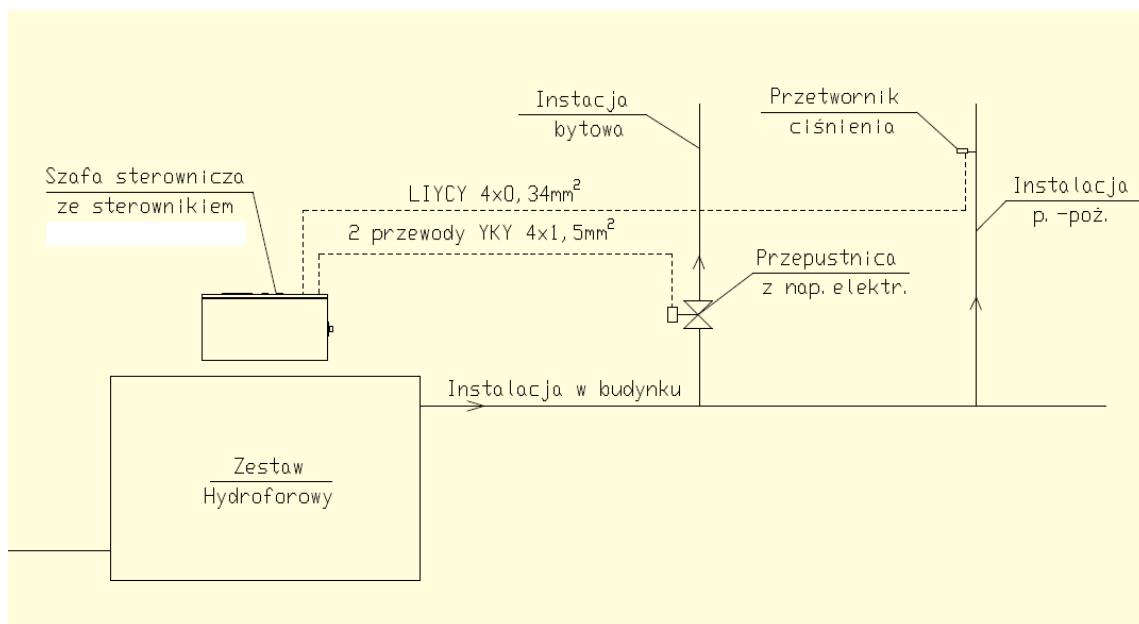 Instacja
bytowa
Przetwornik
ciśnienia
Szafa sterownicza
ze sterownikiem
LIYCY 4x0,34mm²
Instalacja
p.-poż.
2 przewody YKY 4x1,5mm²
Przepustnica
z nap. elektr.
Instalacja w budynku
Zestaw
Hydroforowy